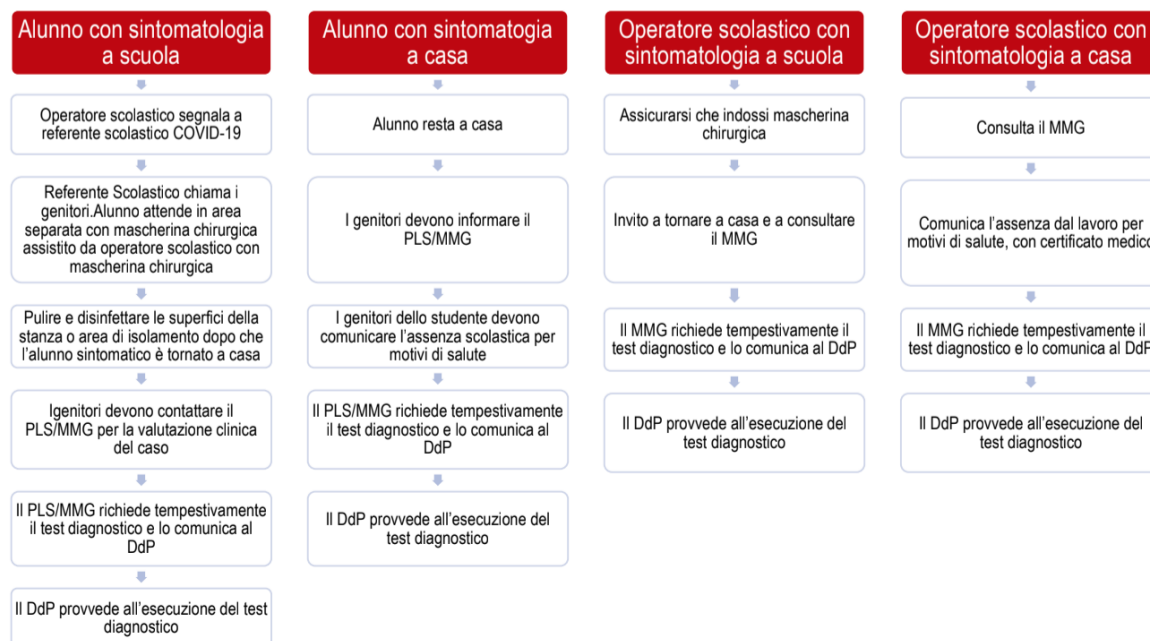 Alunno con sintomatologia
a scuola
Operatore scolastico segnala a
referente scolastico COVID-19
Referente Scolastico chiama i
genitori.Alunno attende in area
separata con mascherina chirurgica
assistito da operatore scolastico con
mascherina chirurgica
Pulire e disinfettare le superfici della
stanza o area di isolamento dopo che
l'alunno sintomatico è tornato a casa
Igenitori devono contattare il
PLS/MMG per la valutazione clinica
del caso
Il PLS/MMG richiede tempestivamente
il test diagnostico e lo comunica al
DdP
Il DdP provvede all'esecuzione del test
diagnostico
Alunno con sintomatogia
a casa
Alunno resta a casa
I genitori devono informare il
PLS/MMG
I genitori dello studente devono
comunicare l'assenza scolastica per
motivi di salute
Il PLS/MMG richiede tempestivamente
il test diagnostico e lo comunica al
DdP
Il DdP provvede all'esecuzione del
test diagnostico
Operatore scolastico con
sintomatologia a scuola
Assicurarsi che indossi mascherina
chirurgica
Invito a tornare a casa e a consultare
il MMG
Il MMG richiede tempestivamente il
test diagnostico e lo comunica al DdP
Il DdP provvede all'esecuzione del
test diagnostico
Operatore scolastico con
sintomatologia a casa
Consulta il MMG
Comunica l'assenza dal lavoro per
motivi di salute, con certificato medico
Il MMG richiede tempestivamente il
test diagnostico e lo comunica al DdP
Il DdP provvede all'esecuzione del
test diagnostico